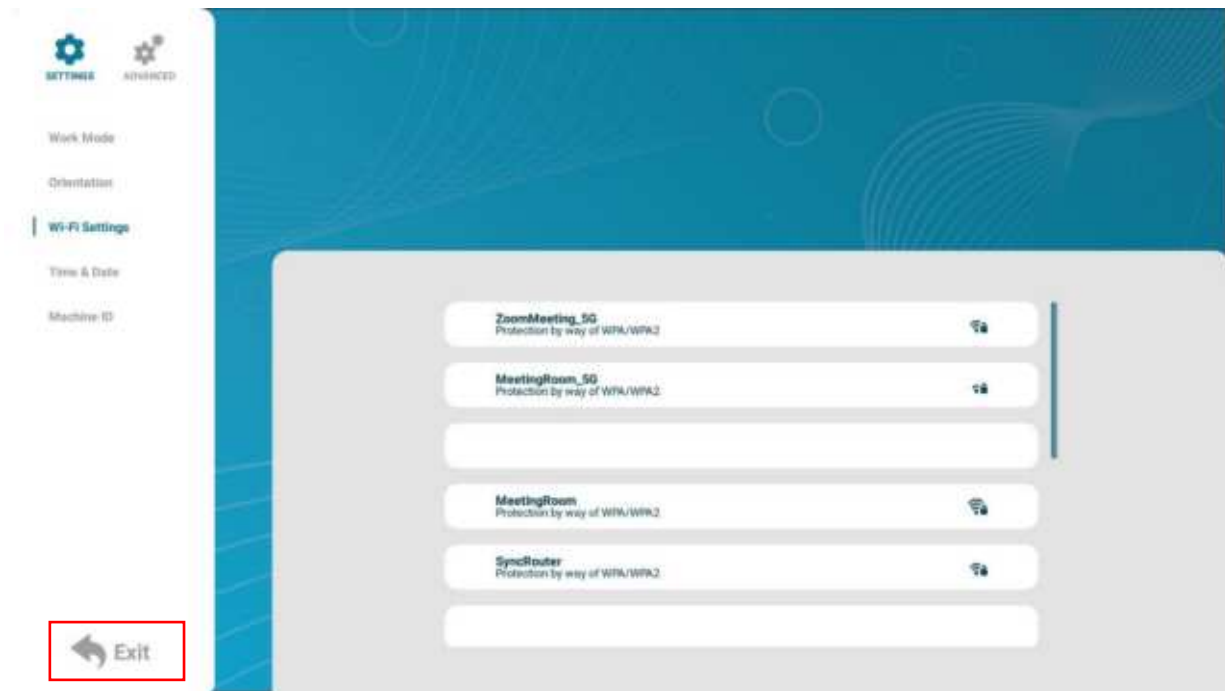 SETTINGS
ADVANCED
Work Mode
Orientation
Wi-Fi Settings
Time & Date
Machine ID
Exit
ZoomMeeting_5G
Protection by way of WPA/WPA2
MeetingRoom_5G
Protection by way of WPA/WPA2
MeetingRoom
Protection by way of WPA/WPA2
SyncRouter
Protection by way of WPA/WPA2